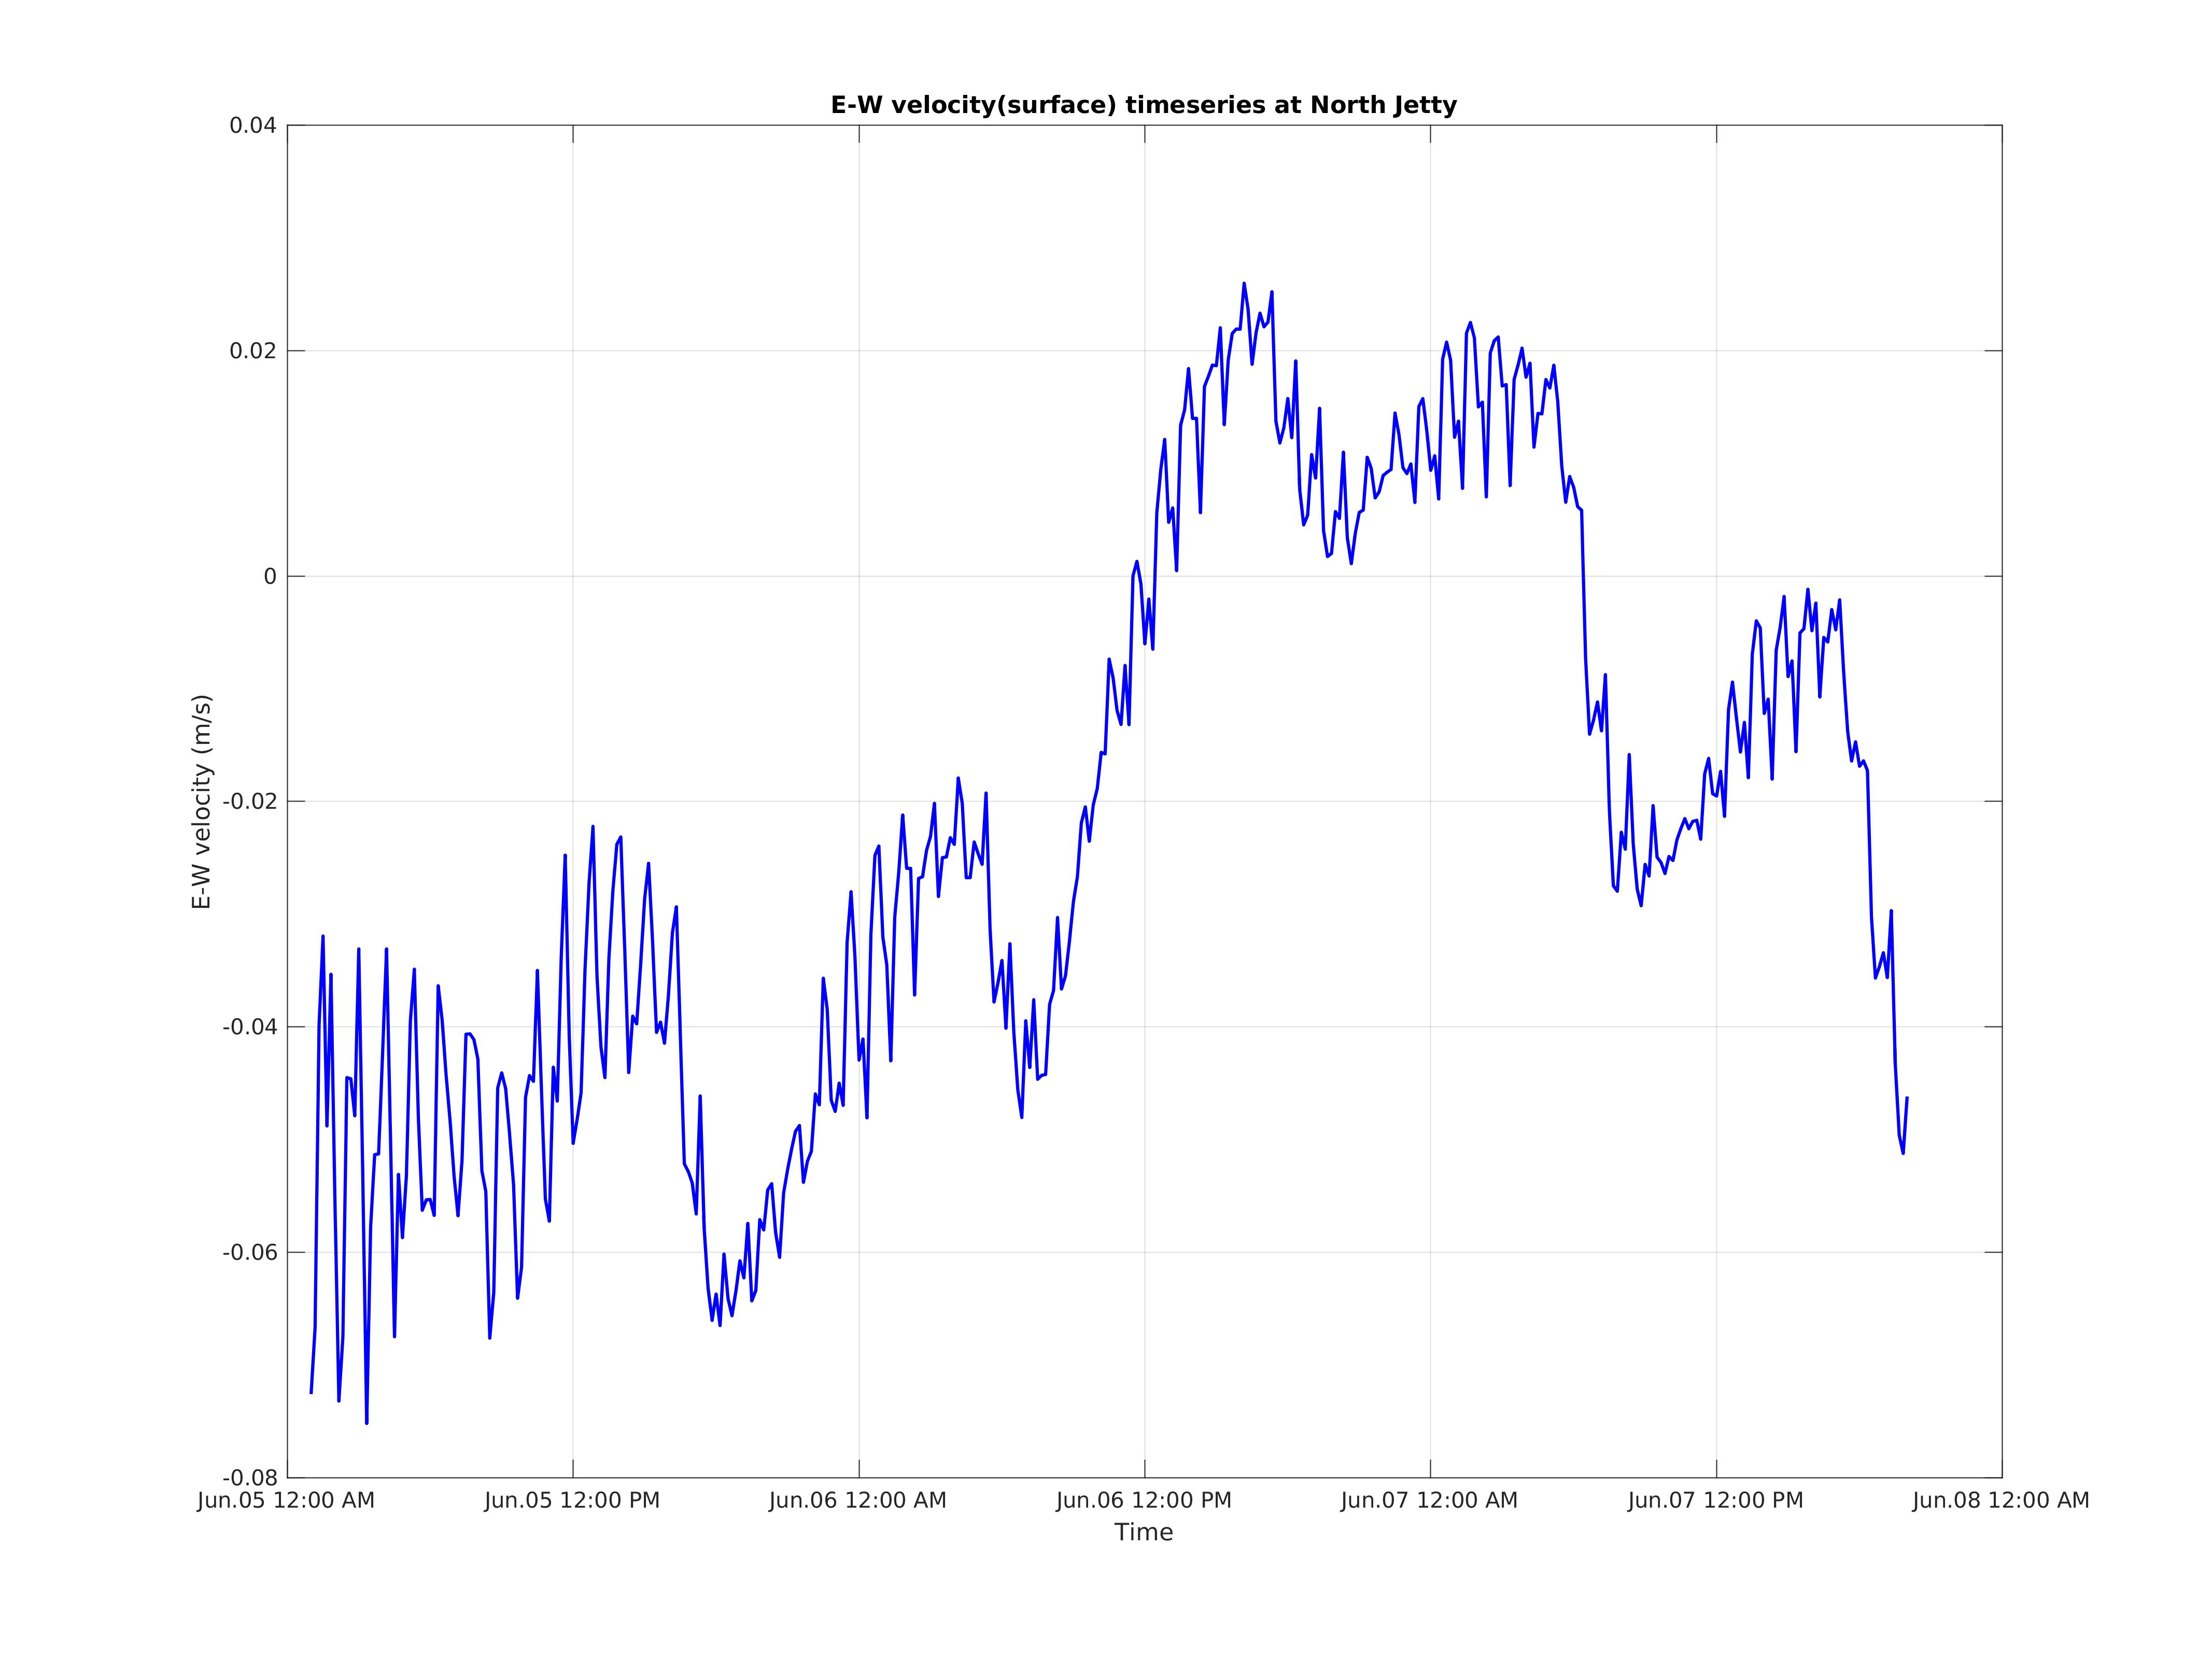 E-W velocity(surface) timeseries at North Jetty
0.04
0.02
0
-0.02
-0.04
-0.06
-0.08
E-W velocity (m/s)
Jun.05 12:00 AM
Jun.05 12:00 PM
Jun.06 12:00 AM
Jun.06 12:00 PM
Jun.07 12:00 AM
Jun.07 12:00 PM
Jun.08 12:00 AM
Time